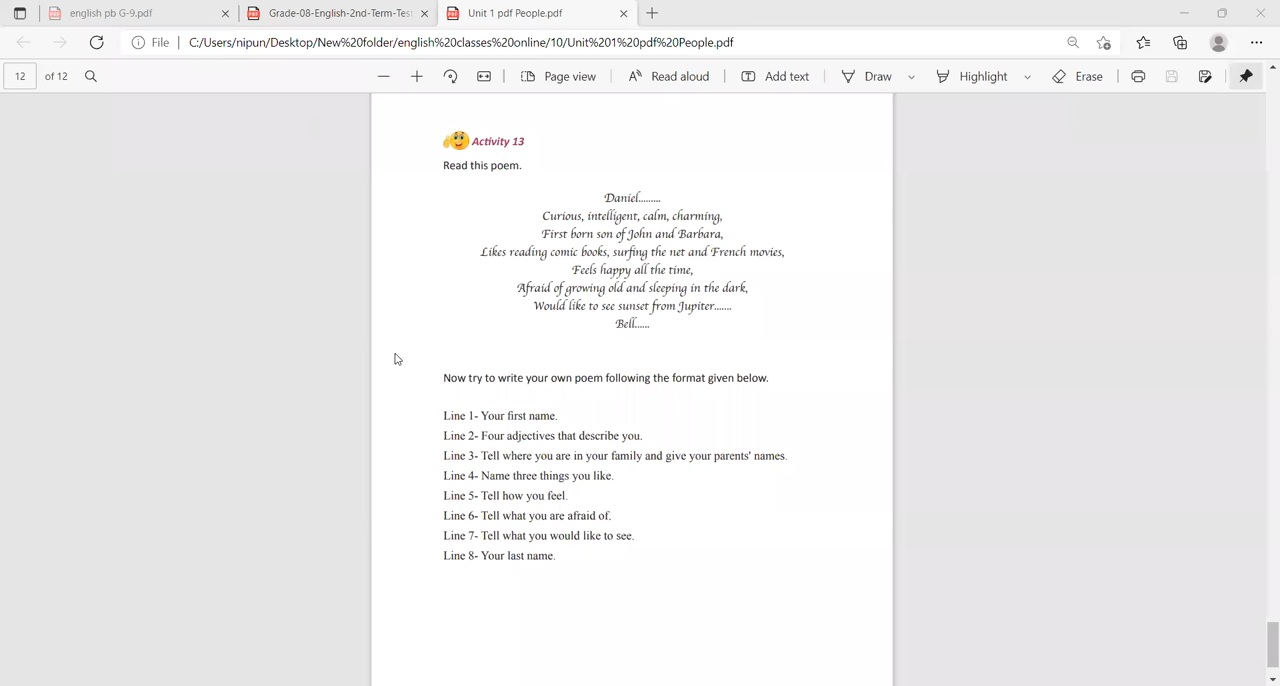 english pb G-9.pdf
Grade-08-English-2nd-Term-Test
Unit 1 pdf People.pdf
File
C:/Users/nipun/Desktop/New%20folder/english%20classes%20online/10/Unit%201%20pdf%20People.pdf
12 of 12
Page view
Read aloud
Add text
Draw
Highlight
Erase
Activity 13
Read this poem.
Daniel.........
Curious, intelligent, calm, charming,
First born son of John and Barbara,
Likes reading comic books, surfing the net and French movies,
Feels happy all the time,
Afraid of growing old and sleeping in the dark,
Would like to see sunset from Jupiter.......
Bell......
Now try to write your own poem following the format given below.
Line 1- Your first name.
Line 2- Four adjectives that describe you.
Line 3- Tell where you are in your family and give your parents' names.
Line 4- Name three things you like.
Line 5- Tell how you feel.
Line 6- Tell what you are afraid of.
Line 7- Tell what you would like to see.
Line 8- Your last name.